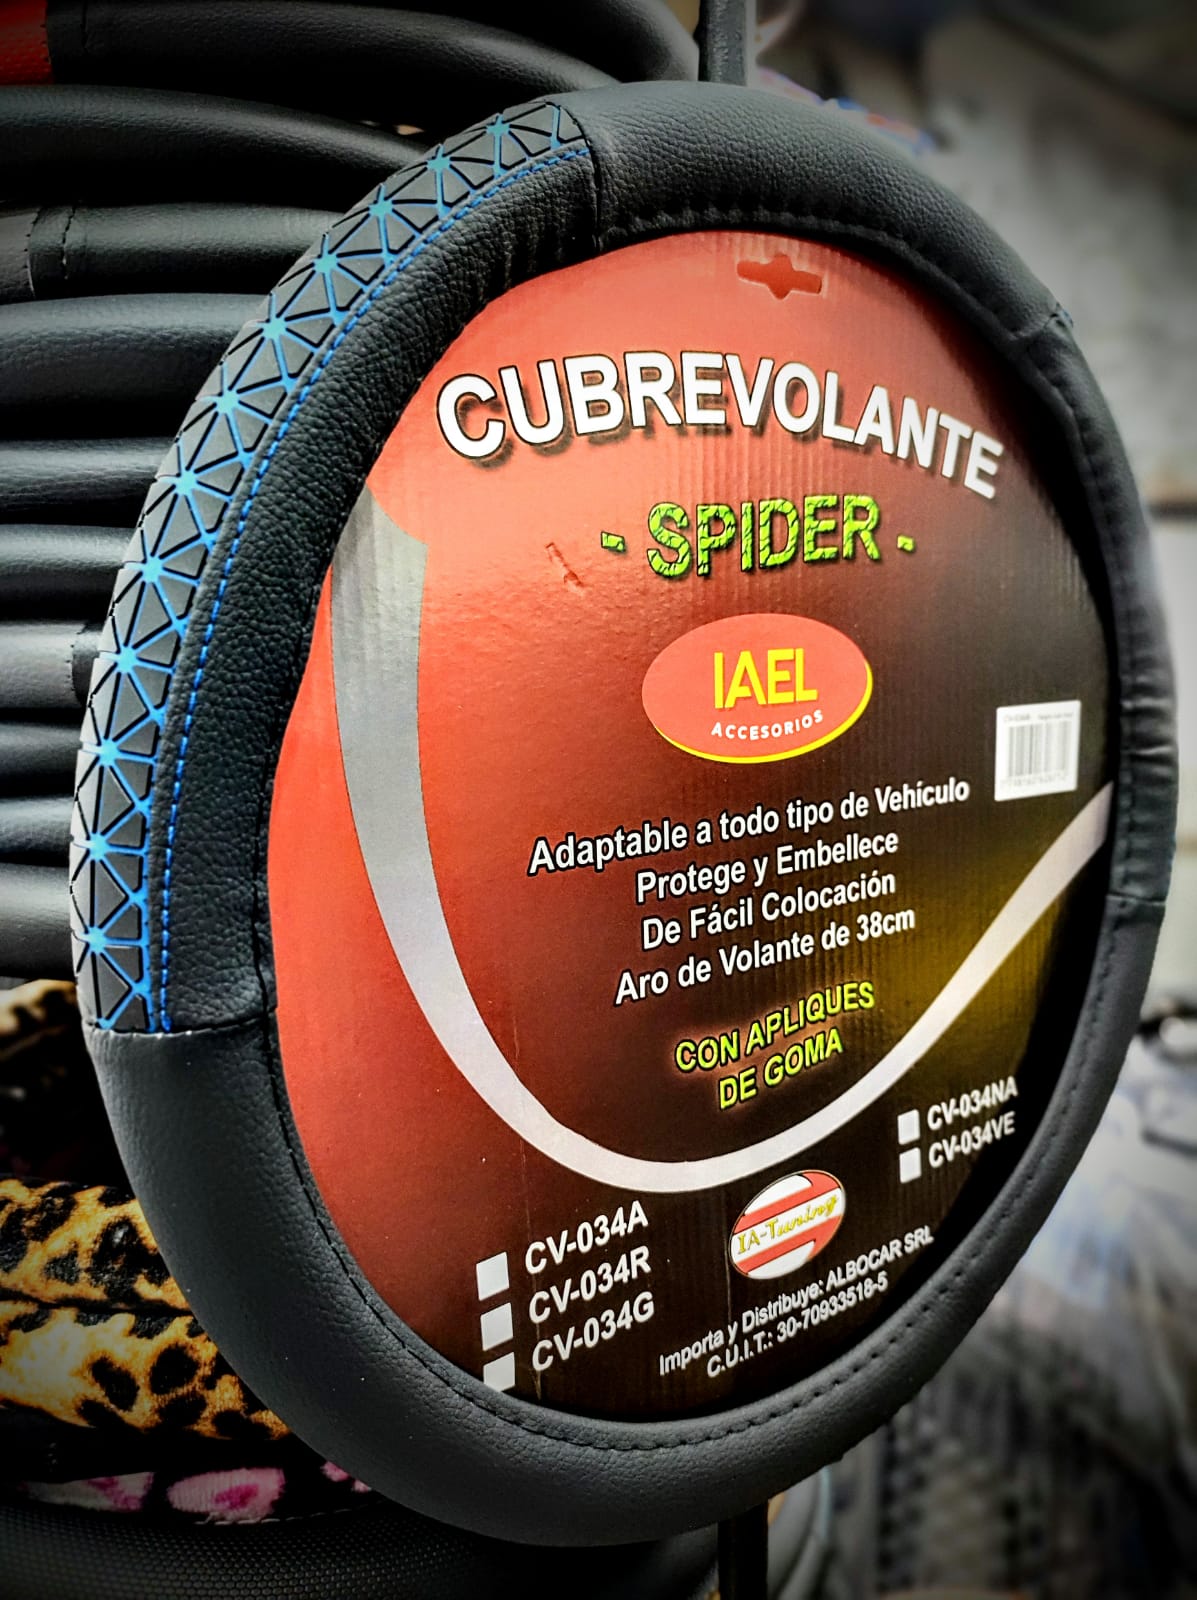 CUBREVOLANTE
- SPIDER -
IAEL
ACCESORIOS
Adaptable a todo tipo de Vehículo
Protege y Embellece
De Fácil Colocación
Aro de Volante de 38cm
CON APLIQUES
DE GOMA
CV-034NA
CV-034VE
CV-034A
CV-034R
CV-034G
IA-Tuning
Importa y Distribuye: ALBOCAR SRL
C.U.I.T.: 30-70933518-5